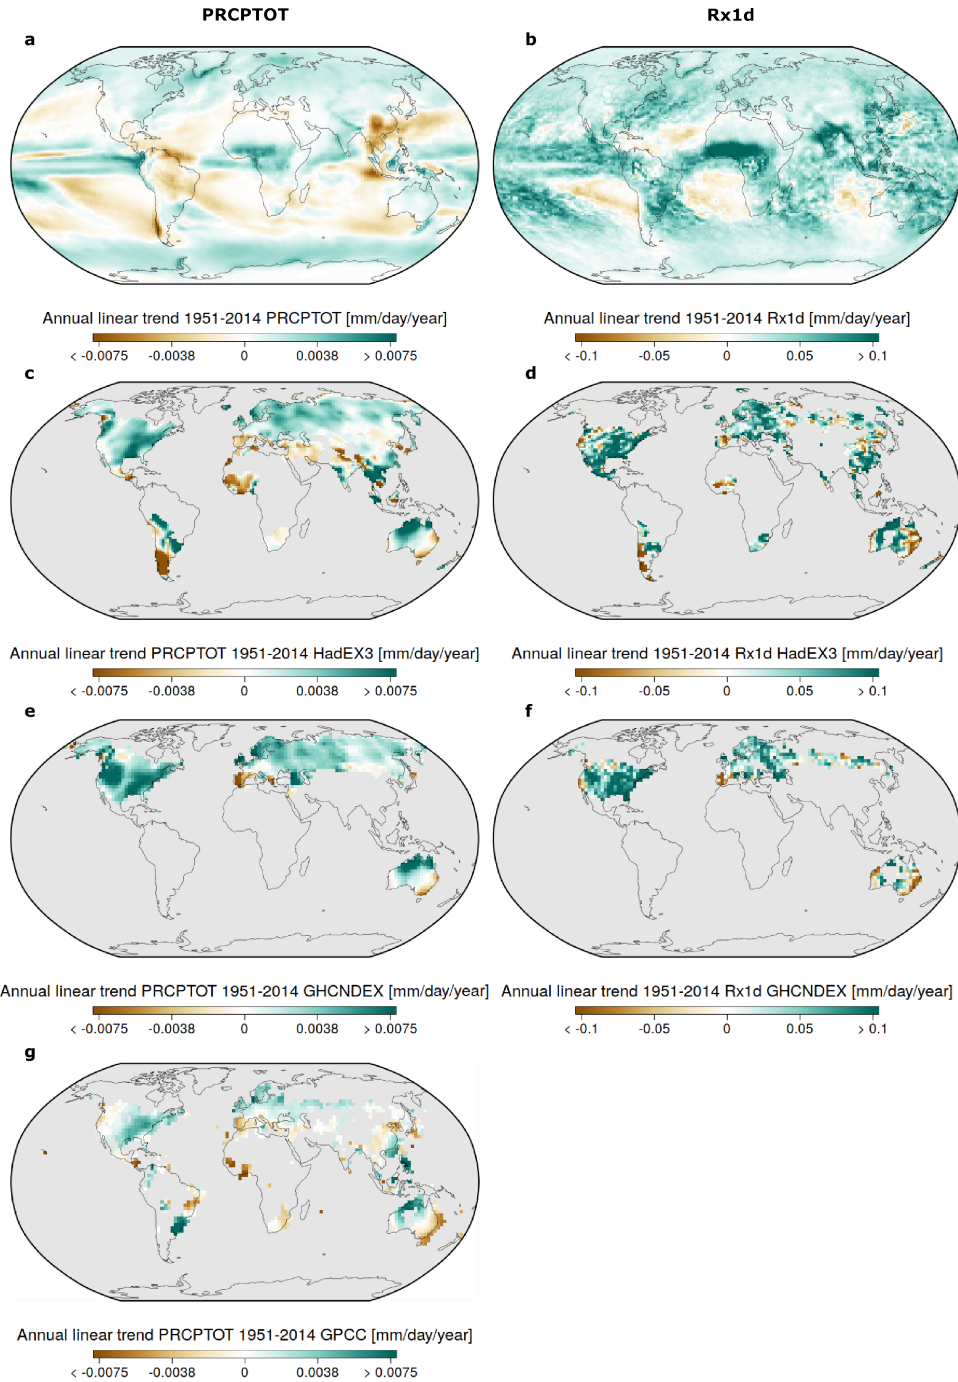 PRCPTOT
Rx1d
a
b
Annual linear trend 1951-2014 PRCPTOT [mm/day/year]
< -0.0075 -0.0038 0 0.0038 > 0.0075
Annual linear trend 1951-2014 Rx1d [mm/day/year]
< -0.1 -0.05 0 0.05 > 0.1
c
d
Annual linear trend PRCPTOT 1951-2014 HadEX3 [mm/day/year]
< -0.0075 -0.0038 0 0.0038 > 0.0075
Annual linear trend 1951-2014 Rx1d HadEX3 [mm/day/year]
< -0.1 -0.05 0 0.05 > 0.1
e
f
Annual linear trend PRCPTOT 1951-2014 GHCNDEX [mm/day/year]
< -0.0075 -0.0038 0 0.0038 > 0.0075
Annual linear trend 1951-2014 Rx1d GHCNDEX [mm/day/year]
< -0.1 -0.05 0 0.05 > 0.1
g
Annual linear trend PRCPTOT 1951-2014 GPCC [mm/day/year]
< -0.0075 -0.0038 0 0.0038 > 0.0075